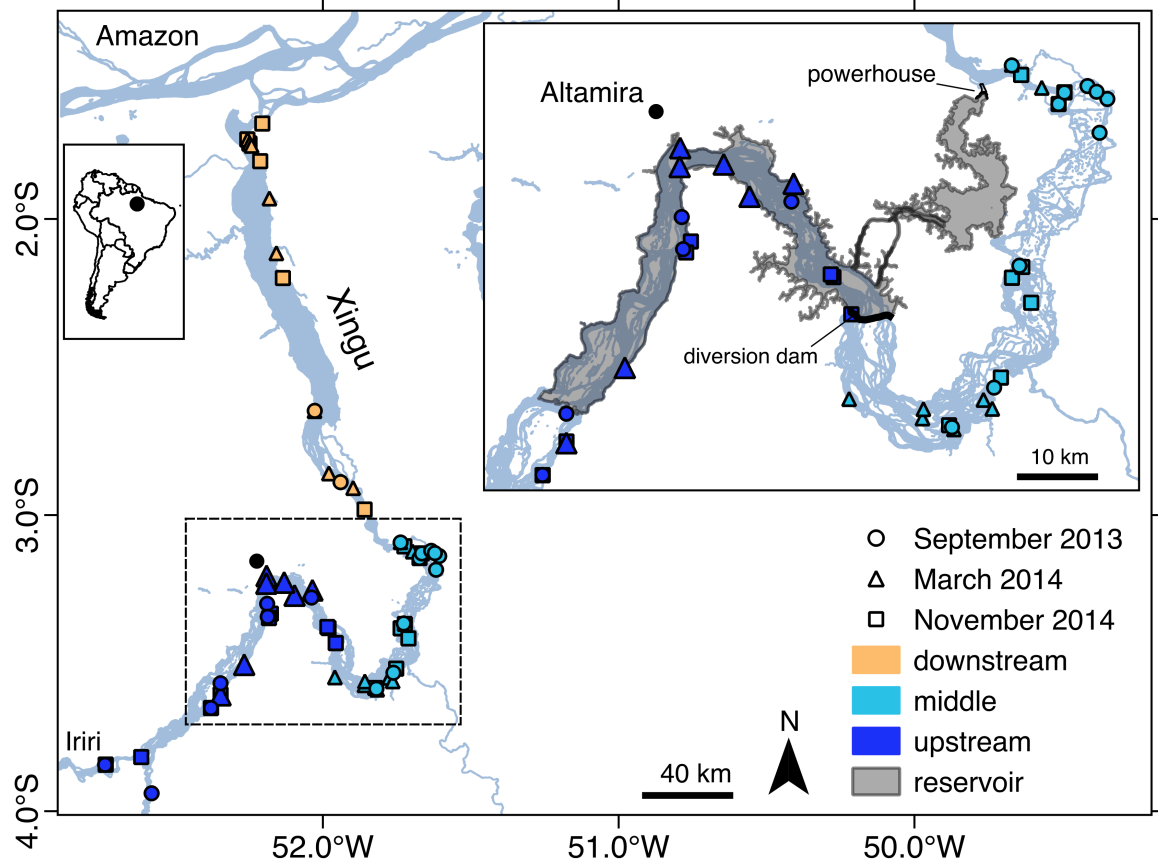 Amazon
Altamira
powerhouse
2.0°S
Xingu
diversion dam
10 km
3.0°S
September 2013
March 2014
November 2014
downstream
middle
upstream
reservoir
Iriri
N
40 km
4.0°S
52.0°W
51.0°W
50.0°W